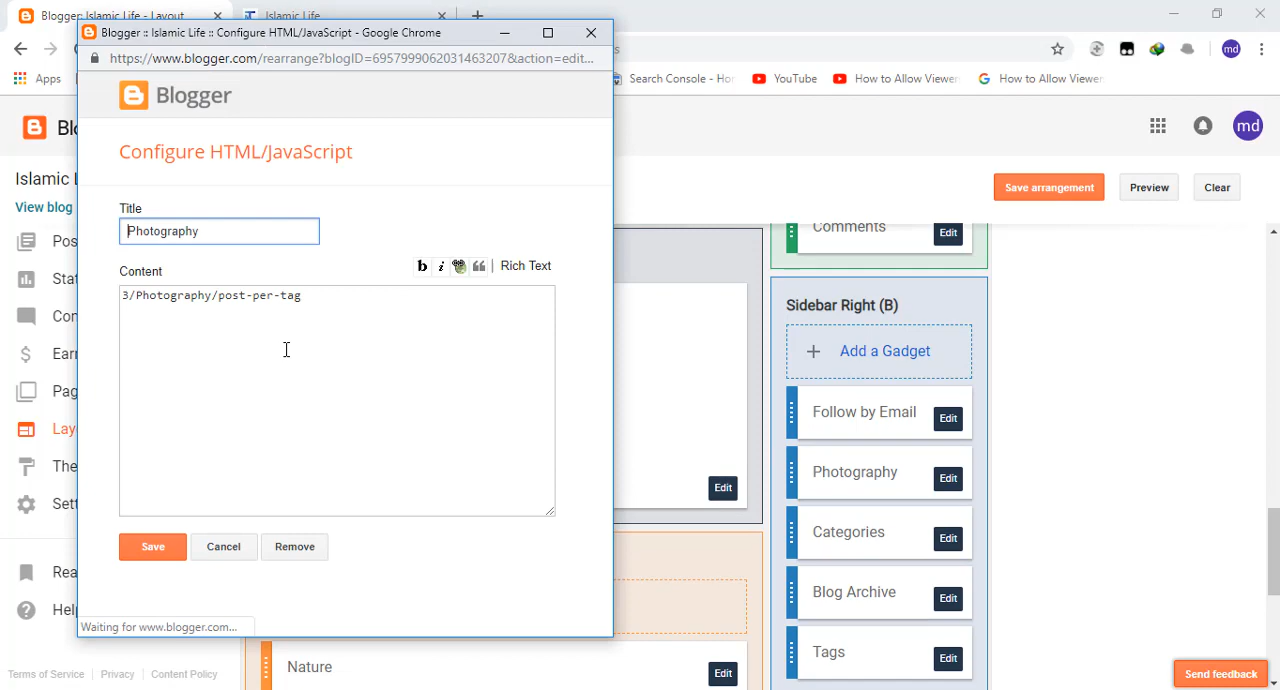 Blogger: Islamic Life - Layout
Islamic Life
Blogger :: Islamic Life :: Configure HTML/JavaScript - Google Chrome
https://www.blogger.com/rearrange?blogID=6957999062031463207&action=edit...
Apps
Search Console - Hor
YouTube
How to Allow Viewer
How to Allow Viewer
md
Blogger
md
Configure HTML/JavaScript
Islamic L
View blog
Save arrangement
Preview
Clear
Title
Photography
Content
b
i
Rich Text
3/Photography/post-per-tag
Save
Cancel
Remove
Waiting for www.blogger.com...
Pos
Stat
Con
Earr
Pag
Lay
The
Sett
Rea
Help
Terms of Service
Privacy
Content Policy
Edit
Nature
Edit
Comments
Edit
Sidebar Right (B)
Add a Gadget
Follow by Email
Edit
Photography
Edit
Categories
Edit
Blog Archive
Edit
Tags
Edit
Send feedback